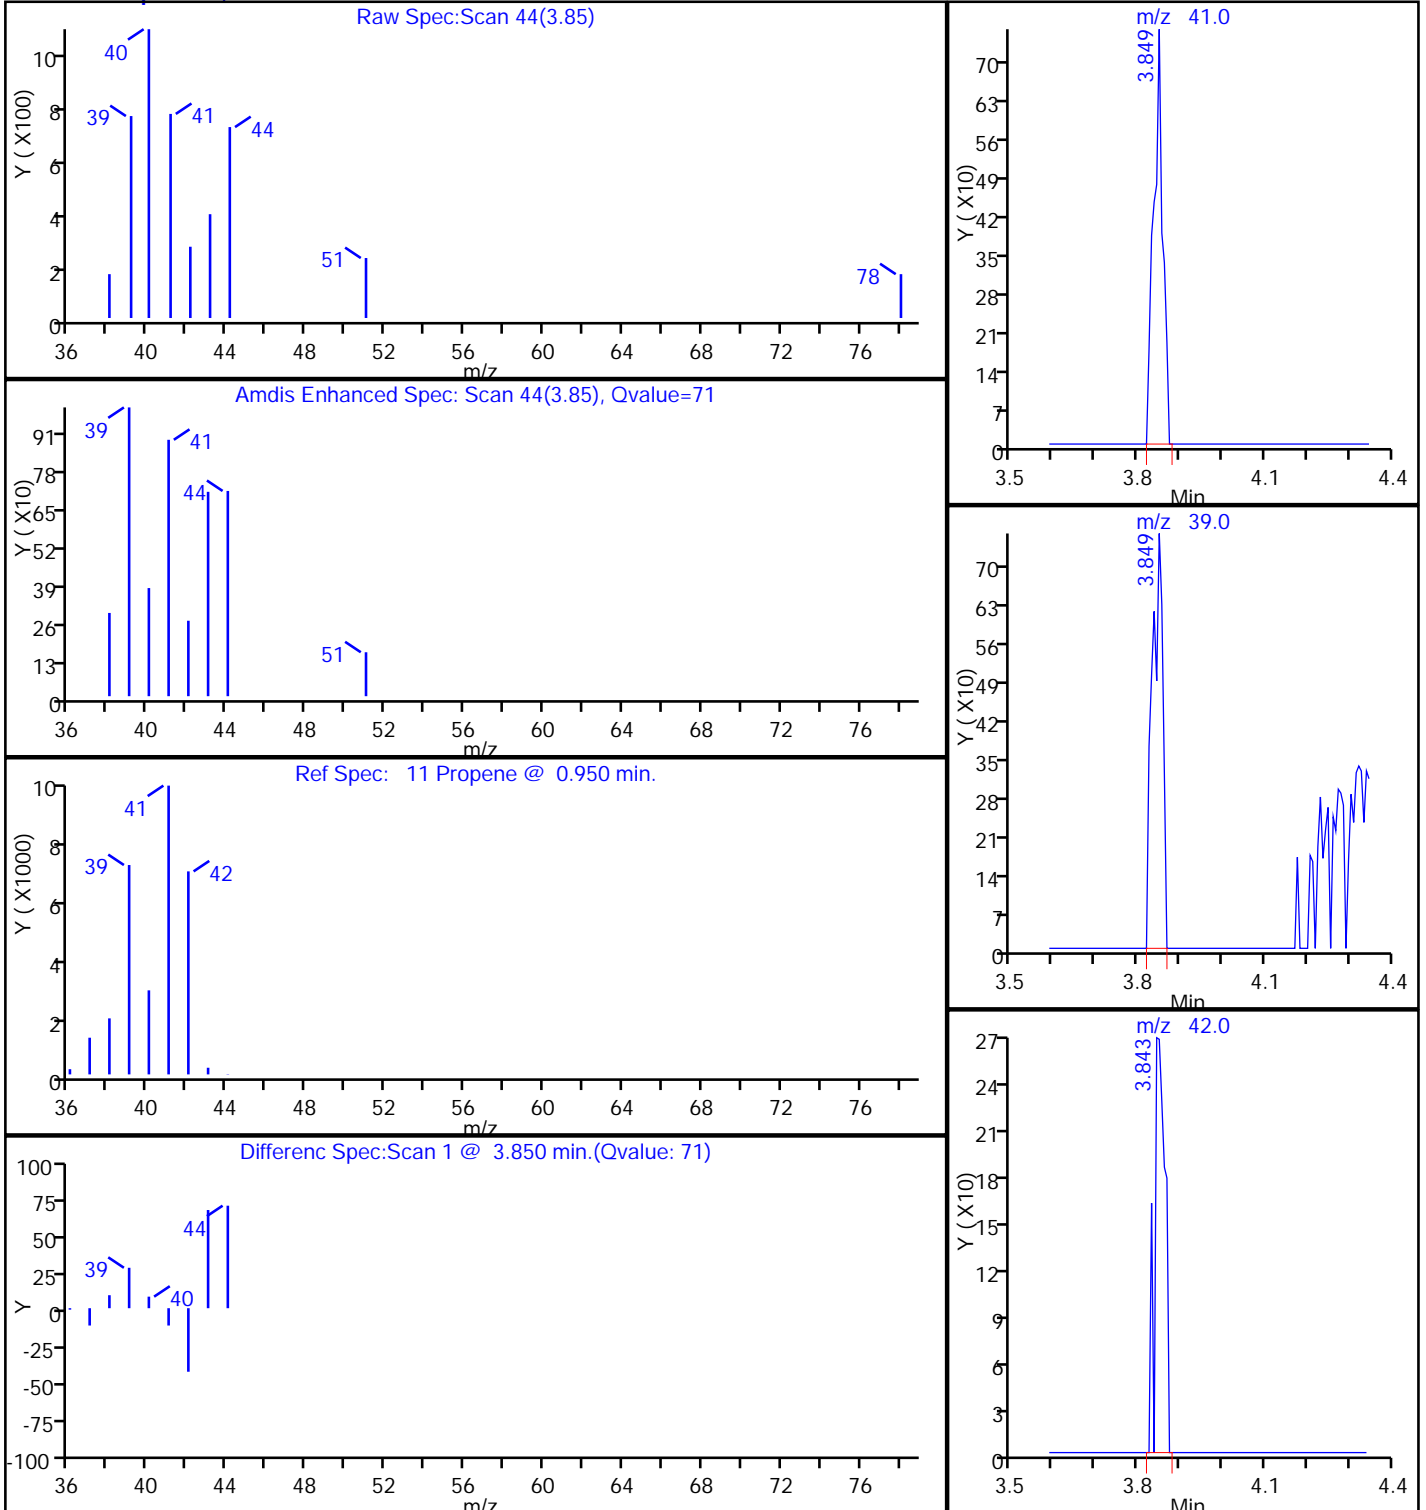 Raw Spec:Scan 44(3.85)
Y ( X100)
10
8
6
4
2
0
40
39
41
44
51
78
36 40 44 48 52 56 60 64 68 72 76
m/z
Amdis Enhanced Spec: Scan 44(3.85), Qvalue=71
Y ( X10)
91
78
65
52
39
26
13
0
39
41
44
51
36 40 44 48 52 56 60 64 68 72 76
m/z
Ref Spec: 11 Propene @ 0.950 min.
Y ( X1000)
10
8
6
4
2
0
41
39
42
36 40 44 48 52 56 60 64 68 72 76
m/z
Differenc Spec:Scan 1 @ 3.850 min.(Qvalue: 71)
Y
100
75
50
25
0
-25
-50
-75
-100
44
39
40
36 40 44 48 52 56 60 64 68 72 76
m/z
m/z 41.0
3.849
Y ( X10)
70
63
56
49
42
35
28
21
14
7
0
3.5 3.8 4.1 4.4
Min
m/z 39.0
3.849
Y ( X10)
70
63
56
49
42
35
28
21
14
7
0
3.5 3.8 4.1 4.4
Min
m/z 42.0
3.843
Y ( X10)
27
24
21
18
15
12
9
6
3
0
3.5 3.8 4.1 4.4
Min